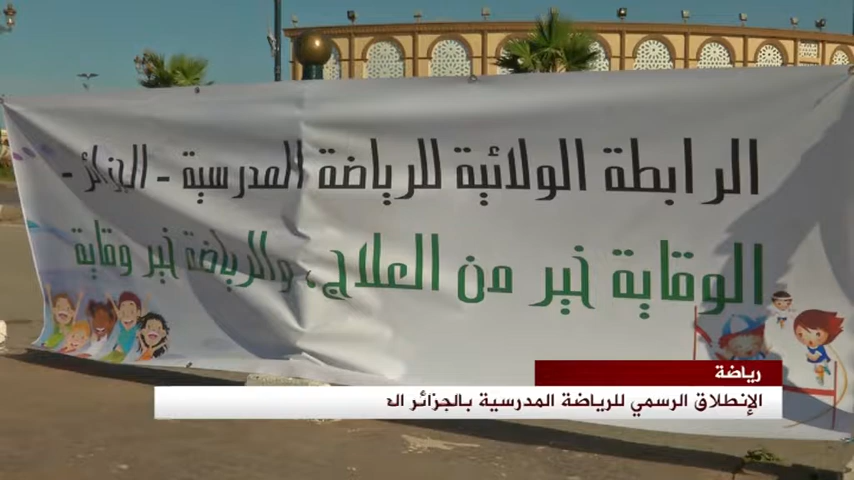 الرابطة الولائية للرياضة المدرسية - الجزائر -
الوقاية خير من العلاج، والرياضة خير وقاية
رياضة
الإنطلاق الرسمي للرياضة المدرسية بالجزائر